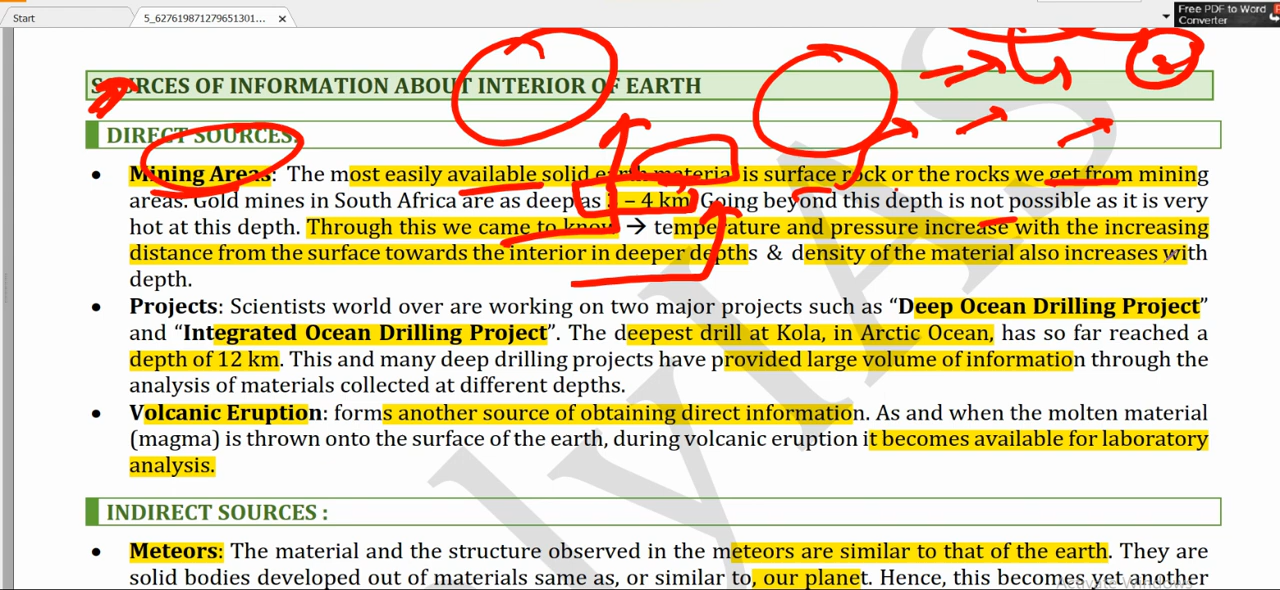 Start
5_627619871279651301...
Free PDF to Word
Converter
SOURCES OF INFORMATION ABOUT INTERIOR OF EARTH
DIRECT SOURCES:
• Mining Areas: The most easily available solid earth material is surface rock or the rocks we get from mining
areas. Gold mines in South Africa are as deep as 3 – 4 km. Going beyond this depth is not possible as it is very
hot at this depth. Through this we came to know → temperature and pressure increase with the increasing
distance from the surface towards the interior in deeper depths & density of the material also increases with
depth.
• Projects: Scientists world over are working on two major projects such as “Deep Ocean Drilling Project”
and “Integrated Ocean Drilling Project”. The deepest drill at Kola, in Arctic Ocean, has so far reached a
depth of 12 km. This and many deep drilling projects have provided large volume of information through the
analysis of materials collected at different depths.
• Volcanic Eruption: forms another source of obtaining direct information. As and when the molten material
(magma) is thrown onto the surface of the earth, during volcanic eruption it becomes available for laboratory
analysis.
INDIRECT SOURCES :
• Meteors: The material and the structure observed in the meteors are similar to that of the earth. They are
solid bodies developed out of materials same as, or similar to, our planet. Hence, this becomes yet another
Activate Windows